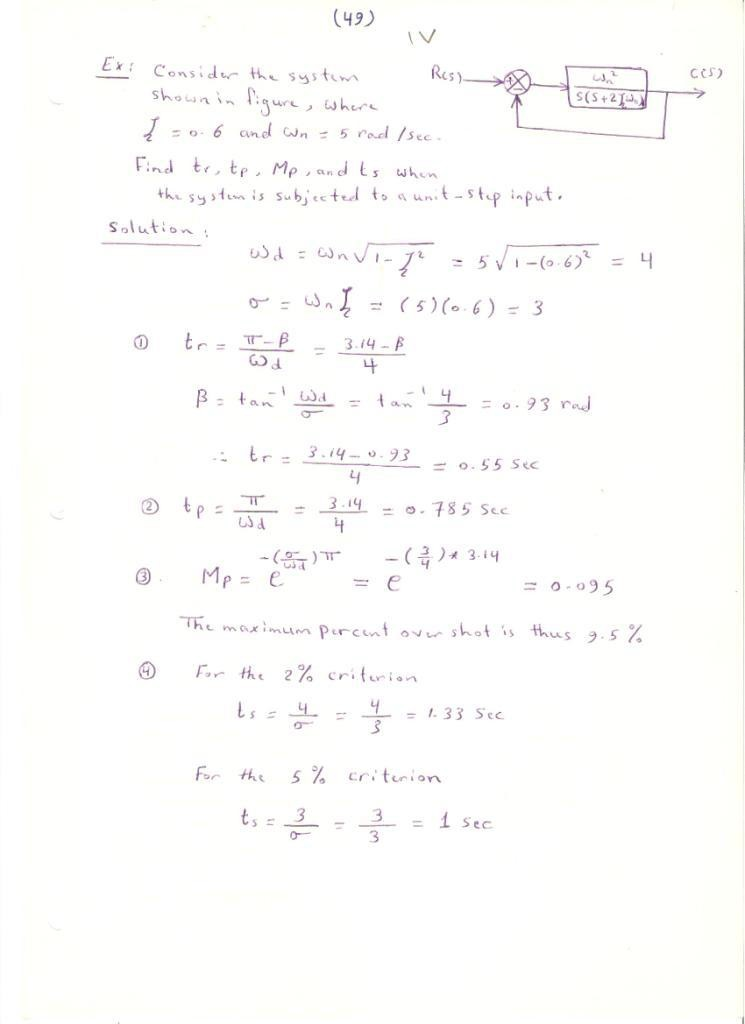 (49)
IV
Ex: Consider the system
shown in figure, where
ζ = 0.6 and ωn = 5 rad/sec.
R(s) + ωn² / S(S+2ζωn) C(S)
Find tr, tp, Mp, and ts when
the system is subjected to a unit-step input.
Solution:
ωd = ωn√(1-ζ²) = 5√(1-(0.6)²) = 4
σ = ωnζ = (5)(0.6) = 3
① tr = (π-β)/ωd = (3.14-β)/4
β = tan⁻¹ ωd/σ = tan⁻¹ 4/3 = 0.93 rad
∴ tr = (3.14-0.93)/4 = 0.55 sec
② tp = π/ωd = 3.14/4 = 0.785 sec
③. Mp = e^(-(σ/ωd)π) = e^(-(3/4)*3.14) = 0.095
The maximum percent over shot is thus 9.5%
④ For the 2% criterion
ts = 4/σ = 4/3 = 1.33 sec
For the 5% criterion
ts = 3/σ = 3/3 = 1 sec